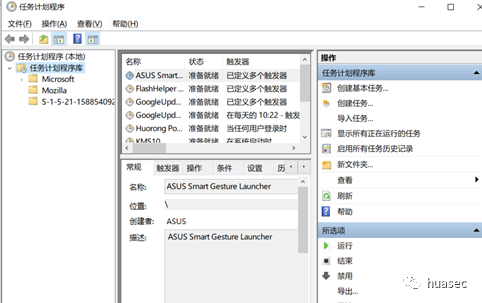 任务计划程序
文件(F) 操作(A) 查看(V) 帮助(H)
任务计划程序 (本地)
任务计划程序库
Microsoft
Mozilla
S-1-5-21-158854092
名称 状态 触发器
ASUS Smart... 准备就绪 已定义多个触发器
FlashHelper ... 准备就绪 已定义多个触发器
GoogleUpd... 准备就绪 已定义多个触发器
GoogleUpd... 准备就绪 在每天的 10:22 - 触发
Huorong Po... 准备就绪 当任何用户登录时
KMS10 准备就绪 在系统启动时
常规 触发器 操作 条件 设置 历
名称: ASUS Smart Gesture Launcher
位置: \
创建者: ASUS
描述: ASUS Smart Gesture Launcher
操作
任务计划程序库
创建基本任务...
创建任务...
导入任务...
显示所有正在运行的任务
启用所有任务历史记录
新文件夹...
查看
刷新
帮助
所选项
运行
结束
禁用
导出...
huasec